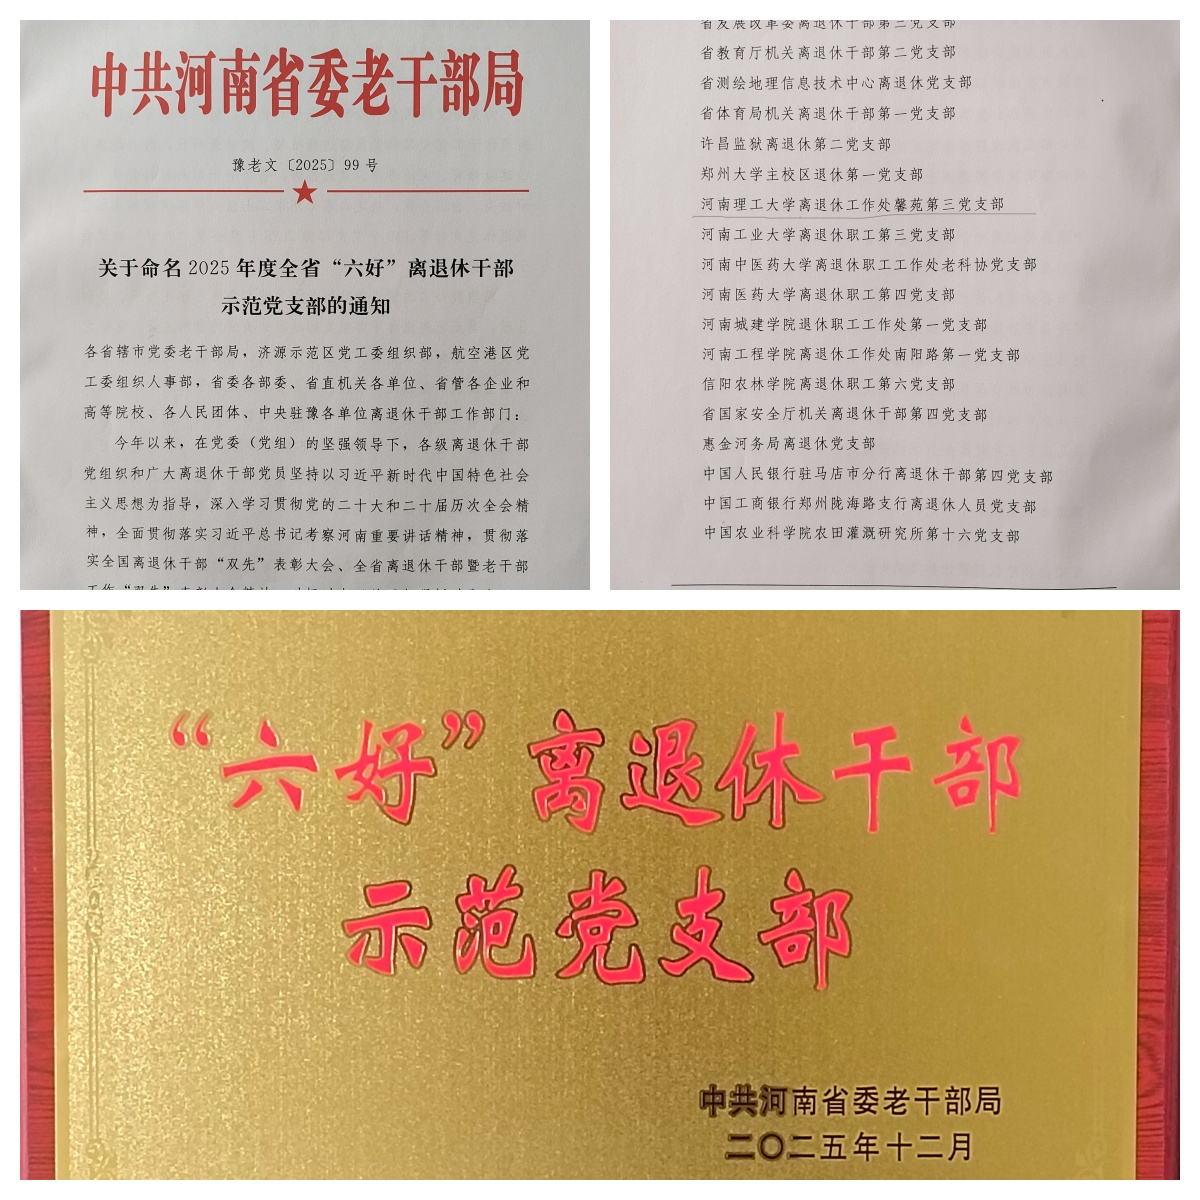 中共河南省委老干部局
豫老文〔2025〕99号
关于命名2025年度全省“六好”离退休干部
示范党支部的通知
各省辖市党委老干部局，济源示范区党工委组织部，航空港区党
工委组织人事部，省委各部委、省直机关各单位、省管各企业和
高等院校、各人民团体、中央驻豫各单位离退休干部工作部门：
今年以来，在党委（党组）的坚强领导下，各级离退休干部
党组织和广大离退休干部党员坚持以习近平新时代中国特色社会
主义思想为指导，深入学习贯彻党的二十大和二十届历次全会精
神，全面贯彻落实习近平总书记考察河南重要讲话精神，贯彻落
实全国离退休干部“双先”表彰大会、全省离退休干部暨老干部
省发展改革委离退休干部第三党支部
省教育厅机关离退休干部第二党支部
省测绘地理信息技术中心离退休党支部
省体育局机关离退休干部第一党支部
许昌监狱离退休第二党支部
郑州大学主校区退休第一党支部
河南理工大学离退休工作处馨苑第三党支部
河南工业大学离退休职工第三党支部
河南中医药大学离退休职工工作处老科协党支部
河南医药大学离退休职工第四党支部
河南城建学院退休职工工作处第一党支部
河南工程学院离退休工作处南阳路第一党支部
信阳农林学院离退休职工第六党支部
省国家安全厅机关离退休干部第四党支部
惠金河务局离退休党支部
中国人民银行驻马店市分行离退休干部第四党支部
中国工商银行郑州陇海路支行离退休人员党支部
中国农业科学院农田灌溉研究所第十六党支部
“六好”离退休干部
示范党支部
中共河南省委老干部局
二〇二五年十二月